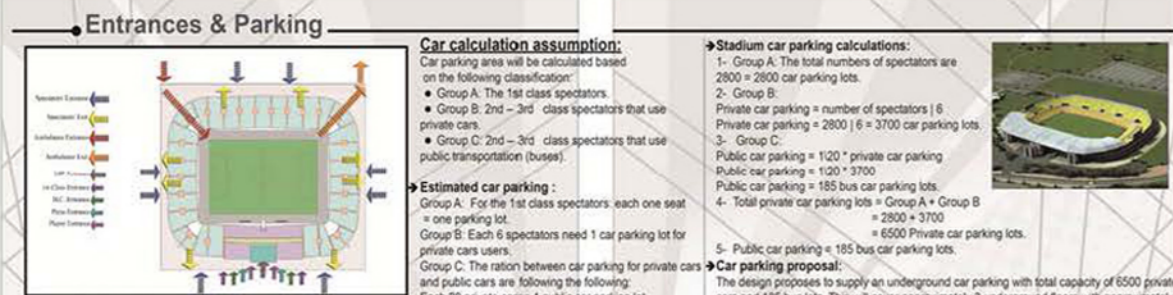 Entrances & Parking
Spectator Entrance
Spectator Exit
Ambulance Entrance
Ambulance Exit
1st Class Entrance
Press Entrance
Player Entrance
Car calculation assumption:
Car parking area will be calculated based
on the following classification:
● Group A: The 1st class spectators.
● Group B: 2nd – 3rd class spectators that use
private cars.
● Group C: 2nd – 3rd class spectators that use
public transportation (buses).
➔Estimated car parking :
Group A: For the 1st class spectators: each one seat
= one parking lot.
Group B: Each 6 spectators need 1 car parking lot for
private cars users.
Group C: The ration between car parking for private cars
and public cars are following the following:
➔Stadium car parking calculations:
1- Group A: The total numbers of spectators are
2800 = 2800 car parking lots.
2- Group B:
Private car parking = number of spectators | 6
Private car parking = 2800 | 6 = 3700 car parking lots.
3- Group C:
Public car parking = 1\20 * private car parking
Public car parking = 1\20 * 3700
Public car parking = 185 bus car parking lots.
4- Total private car parking lots = Group A + Group B
= 2800 + 3700
= 6500 Private car parking lots.
5- Public car parking = 185 bus car parking lots.
➔Car parking proposal:
The design proposes to supply an underground car parking with total capacity of 6500